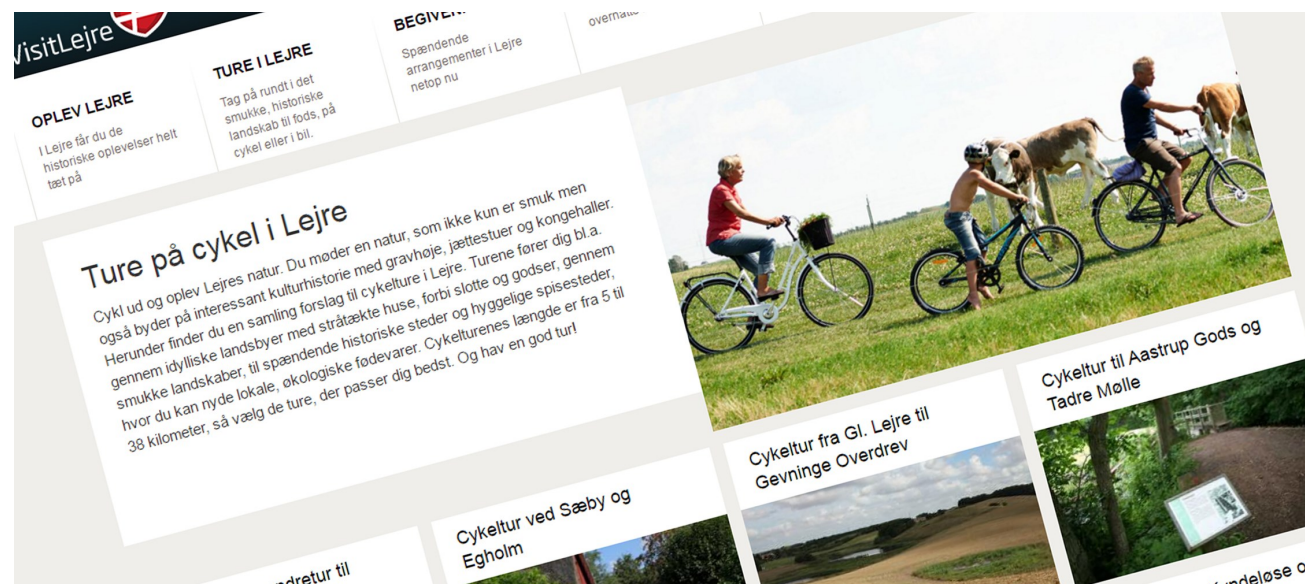 VisitLejre
OPLEV LEJRE
I Lejre får du de
historiske oplevelser helt
tæt på
TURE I LEJRE
Tag på rundt i det
smukke, historiske
landskab til fods, på
cykel eller i bil.
Spændende
arrangementer i Lejre
netop nu
Ture på cykel i Lejre
Cykl ud og oplev Lejres natur. Du møder en natur, som ikke kun er smuk men
også byder på interessant kulturhistorie med gravhøje, jættestuer og kongehaller.
Herunder finder du en samling forslag til cykelture i Lejre. Turene fører dig bl.a.
gennem idylliske landsbyer med stråtækte huse, forbi slotte og godser, gennem
smukke landskaber, til spændende historiske steder og hyggelige spisesteder,
hvor du kan nyde lokale, økologiske fødevarer. Cykelturenes længde er fra 5 til
38 kilometer, så vælg de ture, der passer dig bedst. Og hav en god tur!
til
Cykeltur ved Sæby og
Egholm
Cykeltur fra Gl. Lejre til
Gevninge Overdrev
Cykeltur til Aastrup Gods og
Tadre Mølle